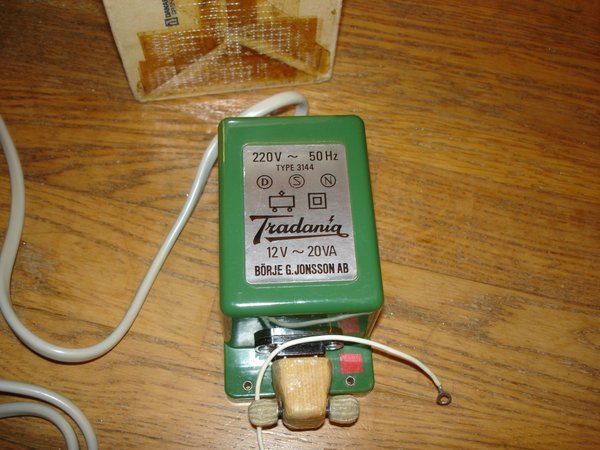 220V ~ 50Hz
TYPE 3144
D S N
Tradania
12V ~ 20VA
BÖRJE G. JONSSON AB